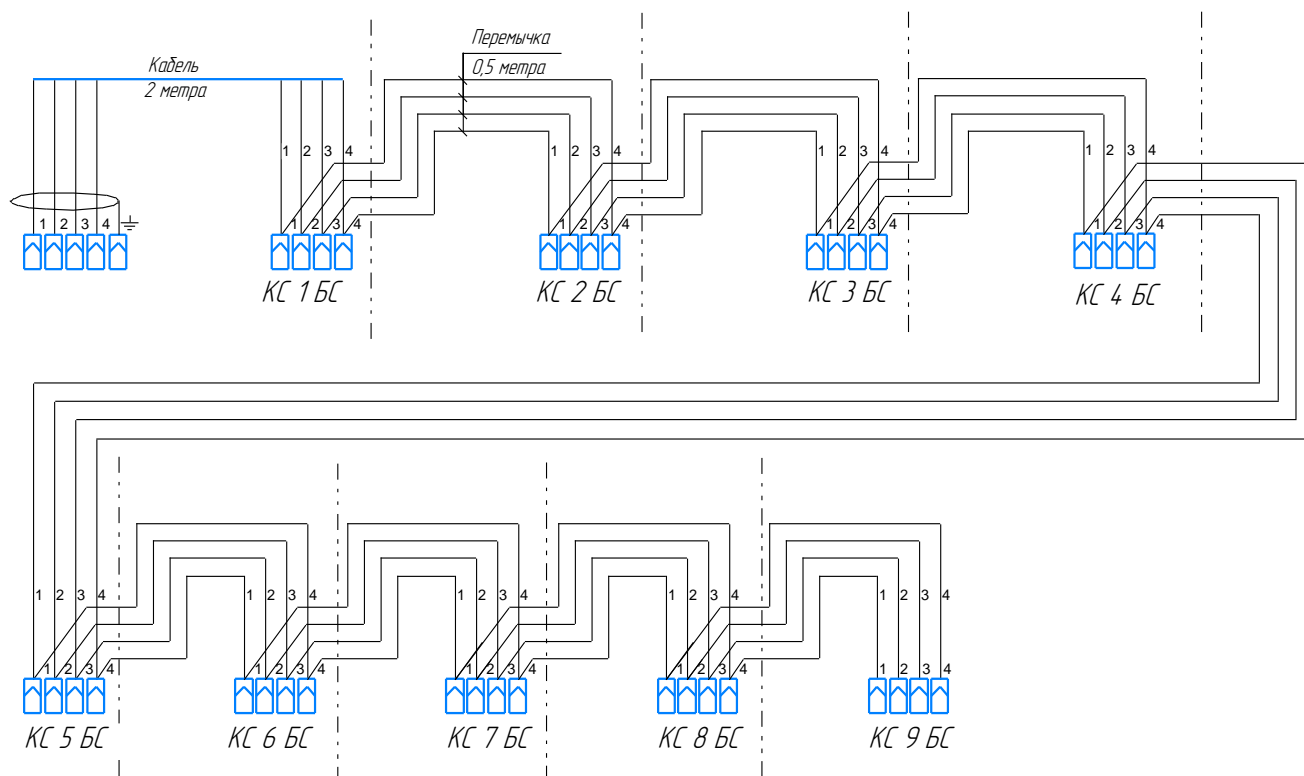 Перемычка
0,5 метра
Кабель
2 метра
1 2 3 4
1 2 3 4
1 2 3 4
1 2 3 4
1 2 3 4
1 2 3 4
1 2 3 4
1 2 3 4
1 2 3 4
КС 1 БС
КС 2 БС
КС 3 БС
КС 4 БС
1 2 3 4
1 2 3 4
1 2 3 4
1 2 3 4
1 2 3 4
1 2 3 4
1 2 3 4
1 2 3 4
1 2 3 4
1 2 3 4
КС 5 БС
КС 6 БС
КС 7 БС
КС 8 БС
КС 9 БС